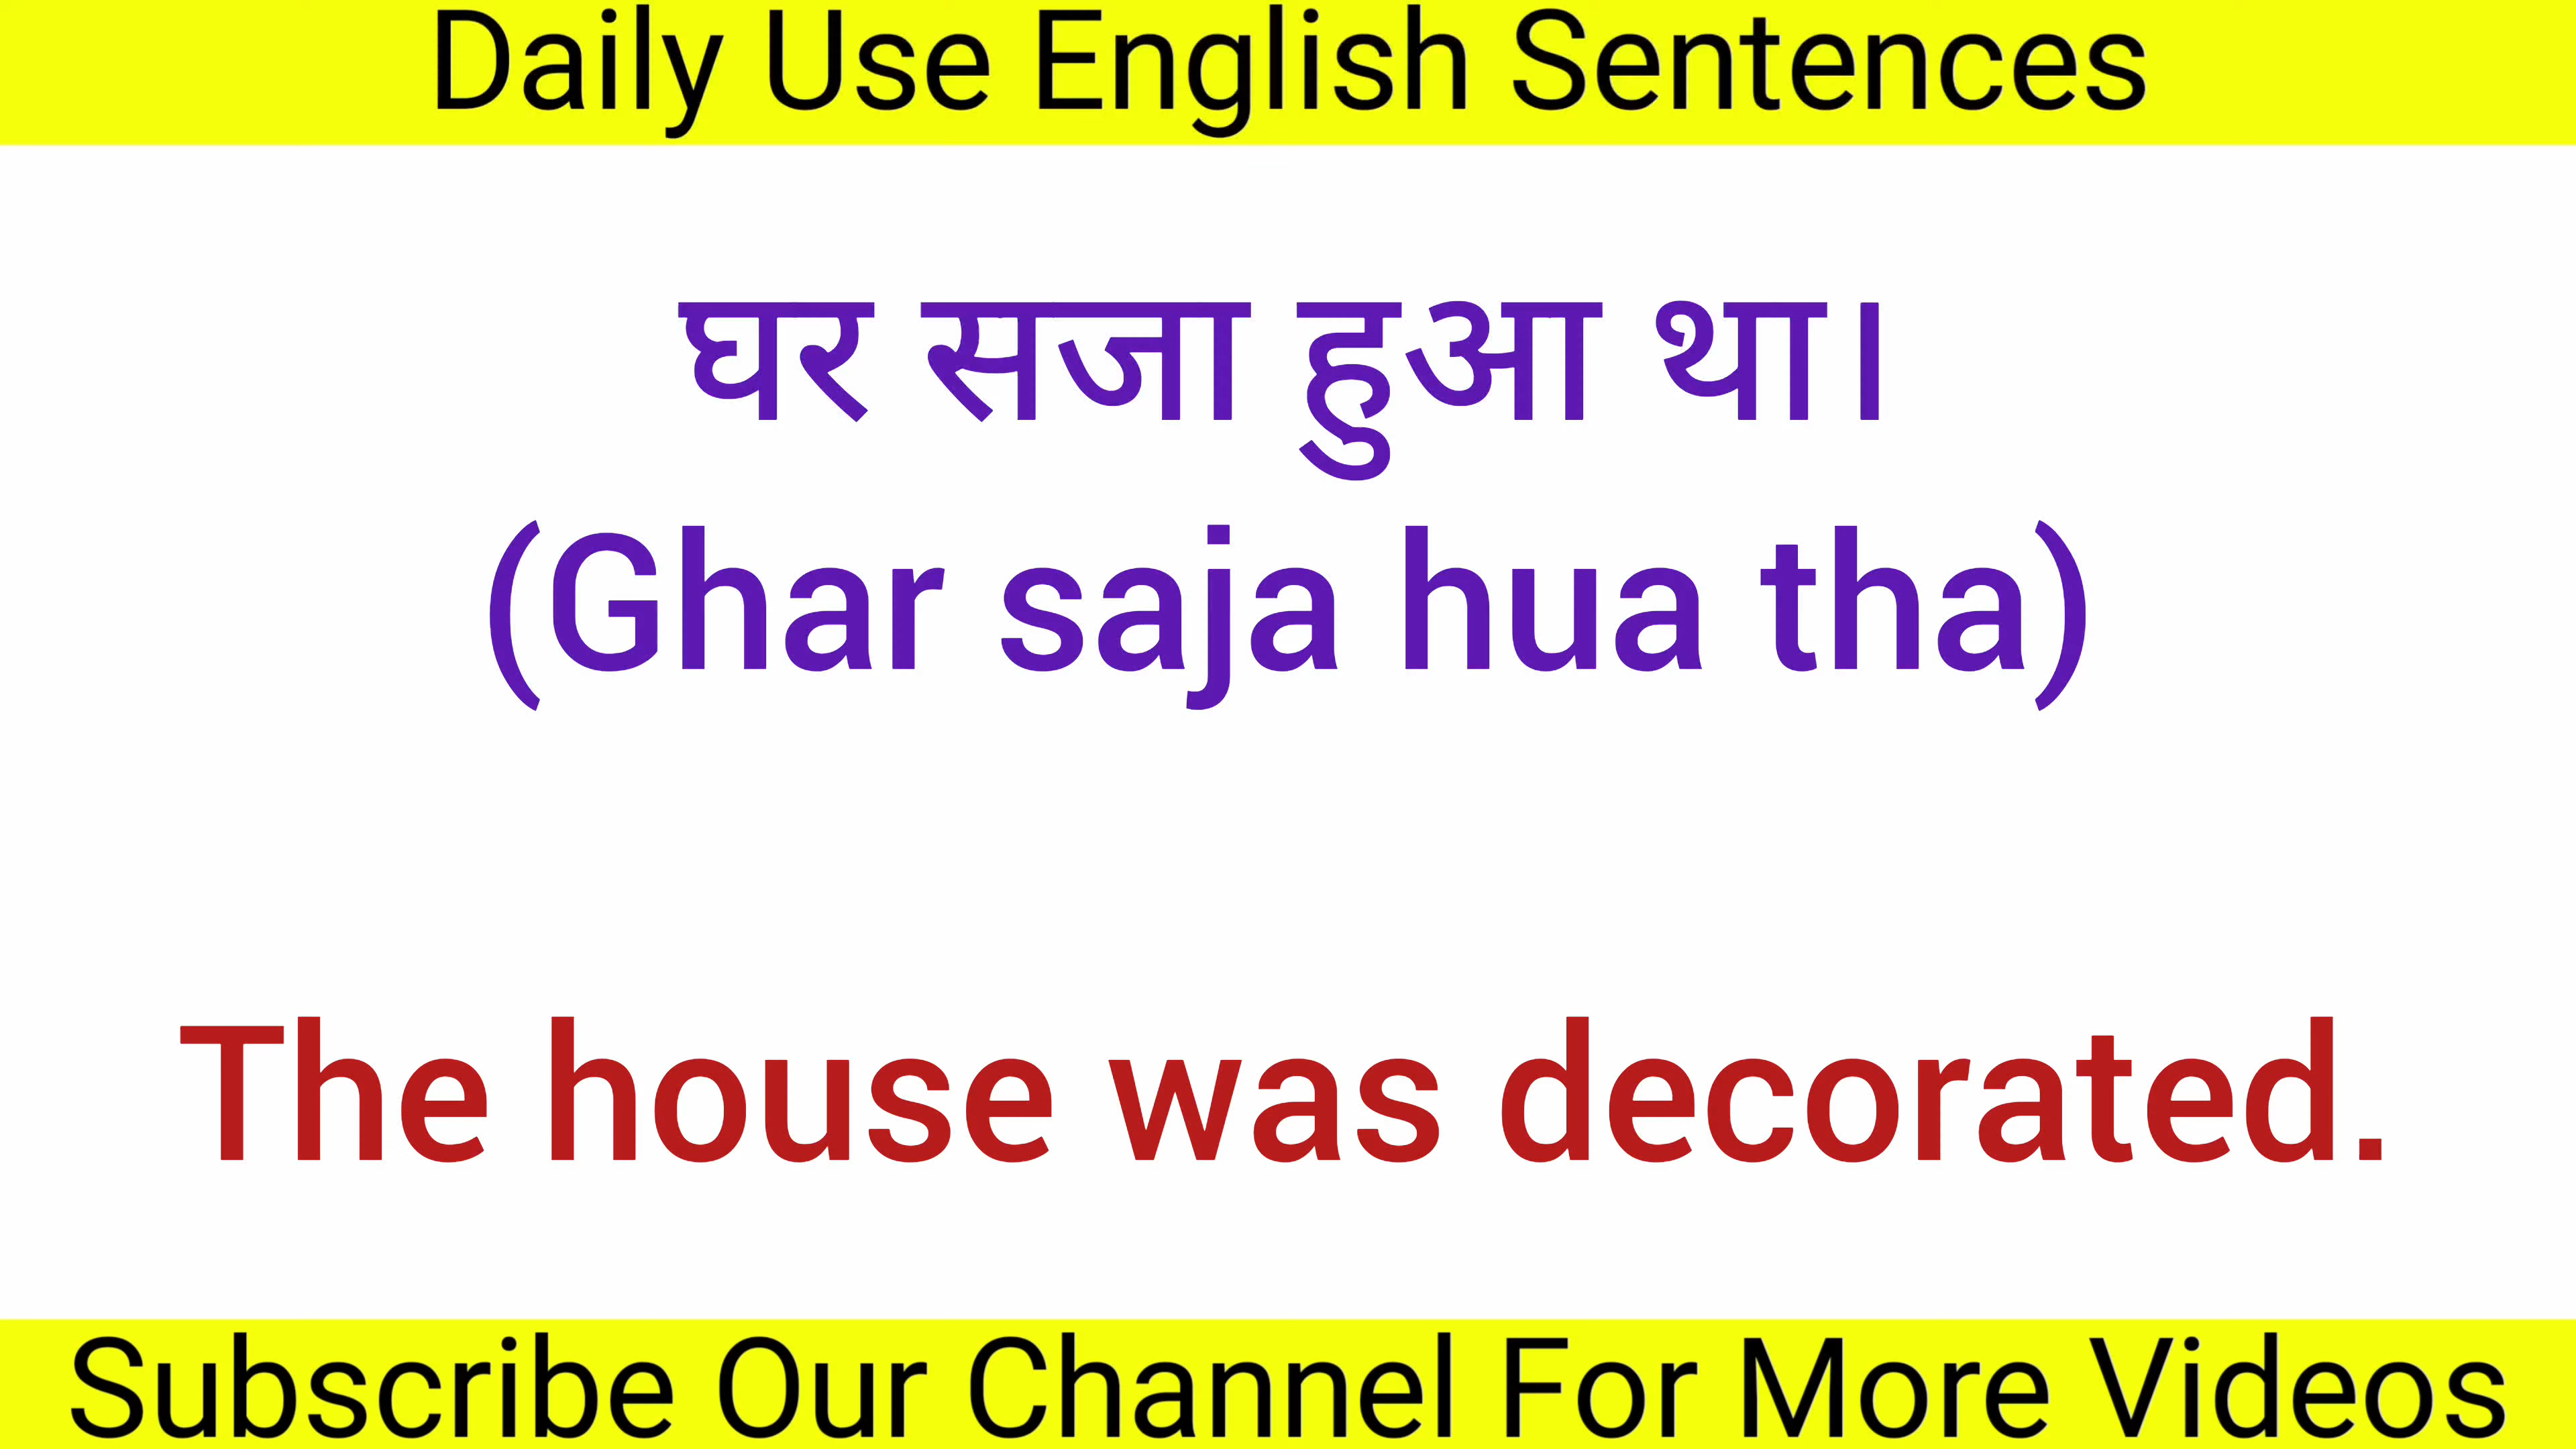 Daily Use English Sentences
घर सजा हुआ था।
(Ghar saja hua tha)
The house was decorated.
Subscribe Our Channel For More Videos